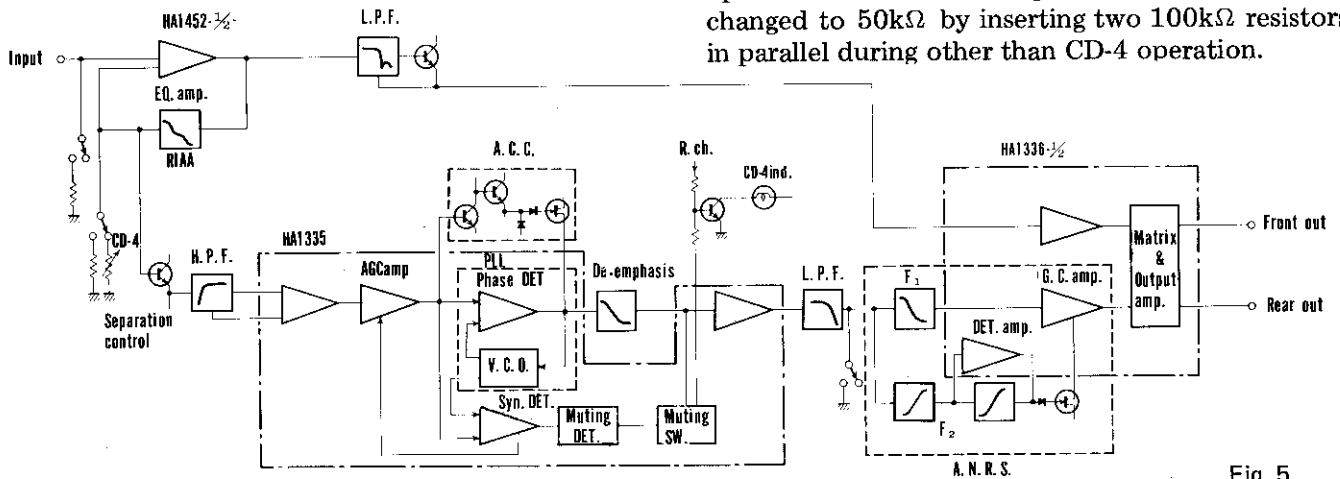 changed to 50kΩ by inserting two 100kΩ resistors
in parallel during other than CD-4 operation.
HA1452-½-
L.P.F.
Input
EQ. amp.
RIAA
A.C.C.
R. ch.
CD-4 ind.
HA1336-½
CD-4
HA1335
H.P.F.
AGCamp
PLL
Phase DET
De-emphasis
L.P.F.
F1
G.C. amp.
Matrix
&
Output
amp.
Front out
Rear out
Separation
control
DET. amp.
V.C.O.
Syn. DET.
Muting
DET.
Muting
SW.
F2
A.N.R.S.
Fig. 5